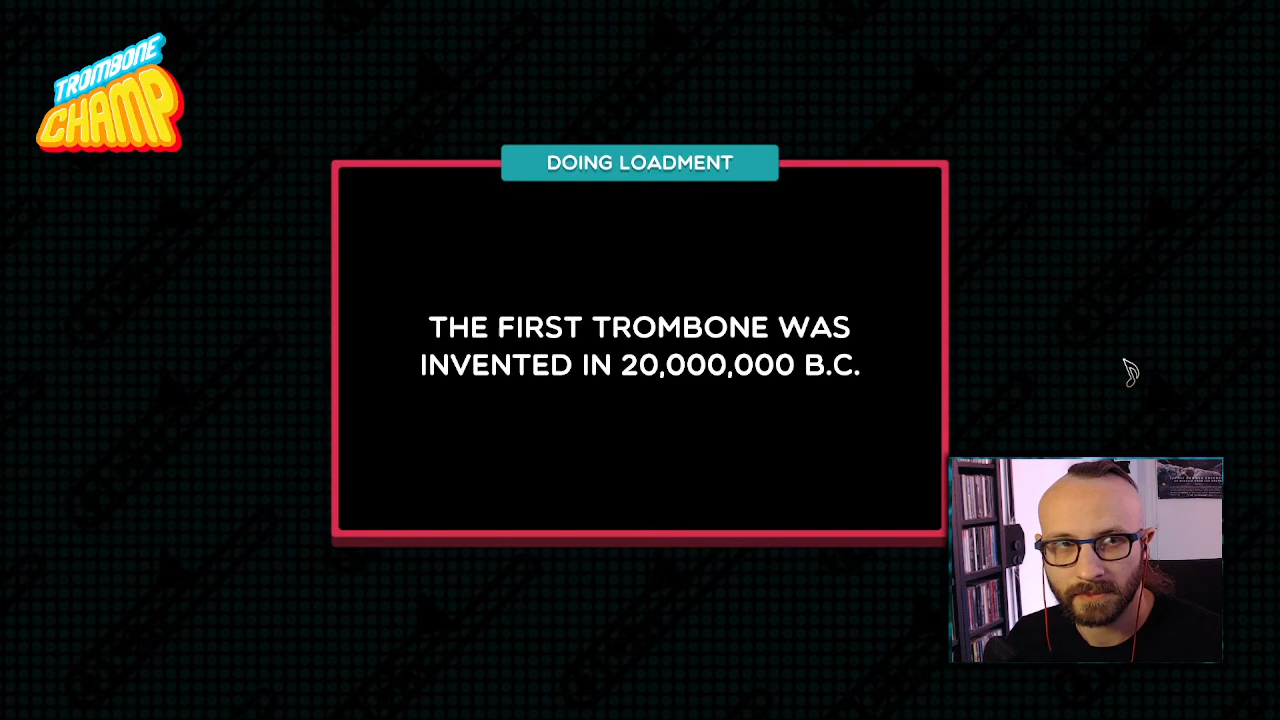 TROMBONE
CHAMP
DOING LOADMENT
THE FIRST TROMBONE WAS
INVENTED IN 20,000,000 B.C.